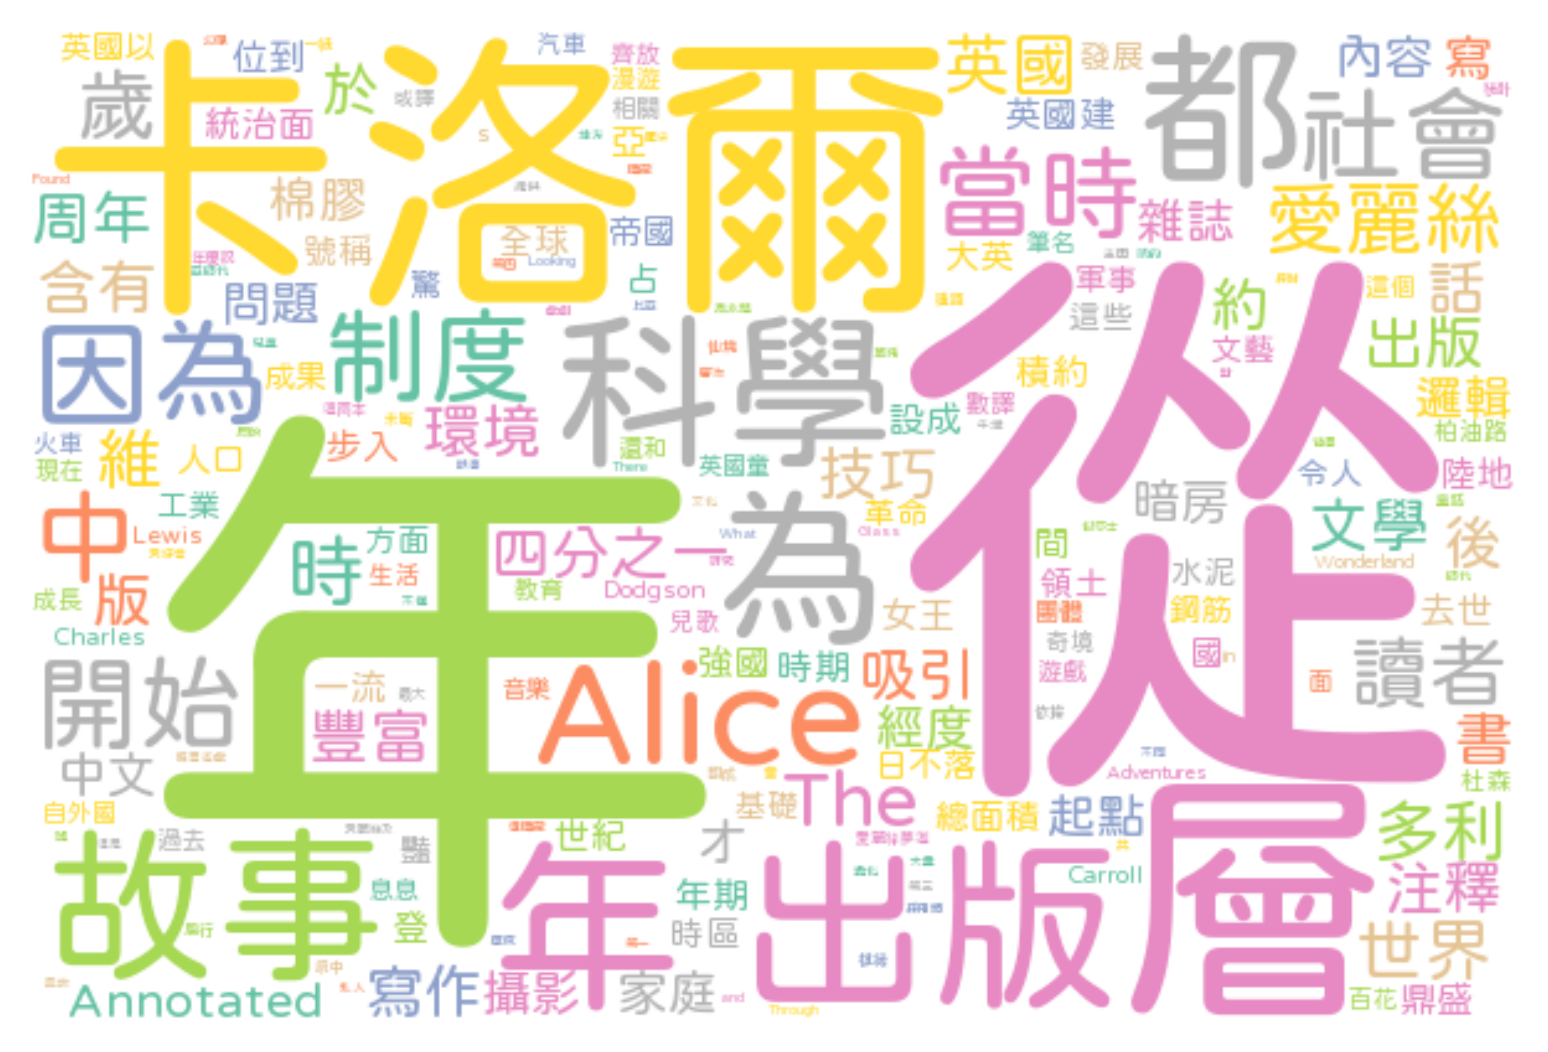 英國以
位到
汽車
齊放
英國
發展
都
內容
寫
歲
卡洛爾
於
或譯
漫遊
相關
英國建
社會
統治面
亞
S
Found
棉膠
當時
雜誌
愛麗絲
周年
號稱
全球
Looking
帝國
筆名
大英
含有
問題
驚
占
軍事
這些
約
這個
話
因為
制度
科學
從
文藝
出版
成果
積約
邏輯
環境
設成
數譯
柏油路
火車
現在
維
人口
步入
還和
There
英國童
技巧
令人
陸地
中
工業
Lewis
時
方面
四分之一
What
為
革命
Glass
暗房
文學
後
Wonderland
版
成長
生活
教育
Dodgson
間
領土
水泥
鋼筋
去世
Charles
年
兒歌
女王
團體
奇境
國
in
開始
一流
最大
音樂
強國
時期
吸引
遊戲
面
讀者
豐富
Alice
經度
書
中文
日不落
Adventures
杜森
自外國
基礎
The
總面積
起點
層
多利
過去
豔
世紀
才
故事
息息
登
年
年期
出版
Carroll
注釋
時區
世界
Annotated
寫作
攝影
家庭
and
Through
百花
鼎盛